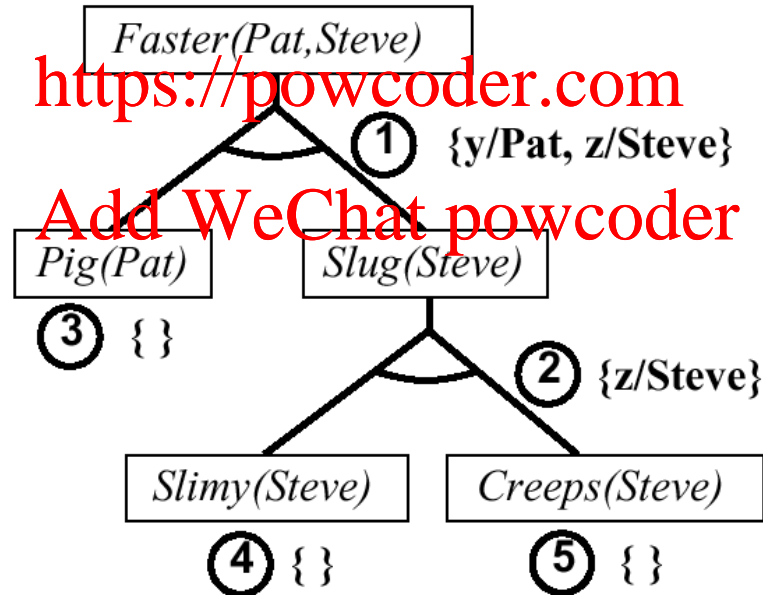 Faster(Pat,Steve)
https://powcoder.com
1 {y/Pat, z/Steve}
Add WeChat powcoder
Pig(Pat) Slug(Steve)
3 { }
2 {z/Steve}
Slimy(Steve) Creeps(Steve)
4 { } 5 { }